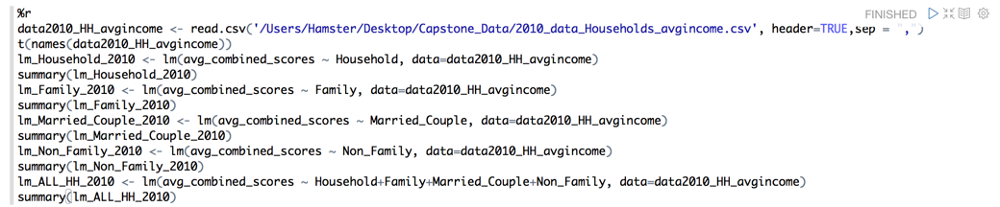 %r
FINISHED
data2010_HH_avgincome <- read.csv('/Users/Hamster/Desktop/Capstone_Data/2010_data_Households_avgincome.csv', header=TRUE,sep = ",")
t(names(data2010_HH_avgincome))
lm_Household_2010 <- lm(avg_combined_scores ~ Household, data=data2010_HH_avgincome)
summary(lm_Household_2010)
lm_Family_2010 <- lm(avg_combined_scores ~ Family, data=data2010_HH_avgincome)
summary(lm_Family_2010)
lm_Married_Couple_2010 <- lm(avg_combined_scores ~ Married_Couple, data=data2010_HH_avgincome)
summary(lm_Married_Couple_2010)
lm_Non_Family_2010 <- lm(avg_combined_scores ~ Non_Family, data=data2010_HH_avgincome)
summary(lm_Non_Family_2010)
lm_ALL_HH_2010 <- lm(avg_combined_scores ~ Household+Family+Married_Couple+Non_Family, data=data2010_HH_avgincome)
summary(lm_ALL_HH_2010)